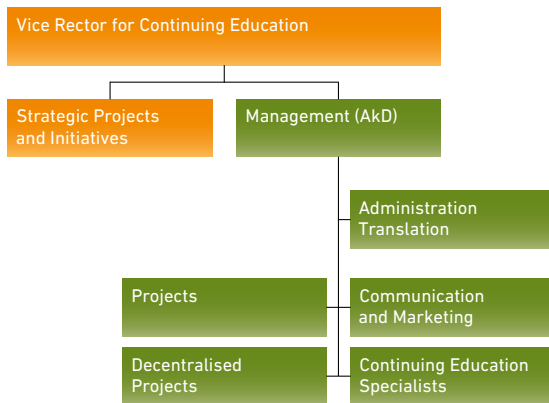 Vice Rector for Continuing Education
Strategic Projects
and Initiatives
Management (AkD)
Administration
Translation
Projects
Communication
and Marketing
Decentralised
Projects
Continuing Education
Specialists